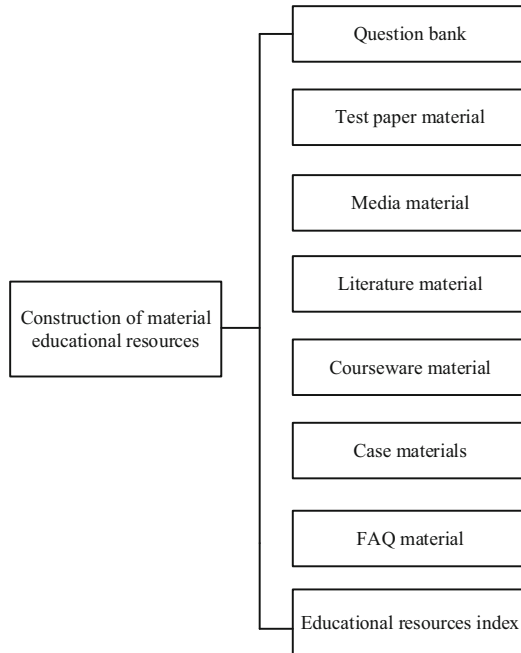 Question bank
Test paper material
Media material
Literature material
Construction of material
educational resources
Courseware material
Case materials
FAQ material
Educational resources index